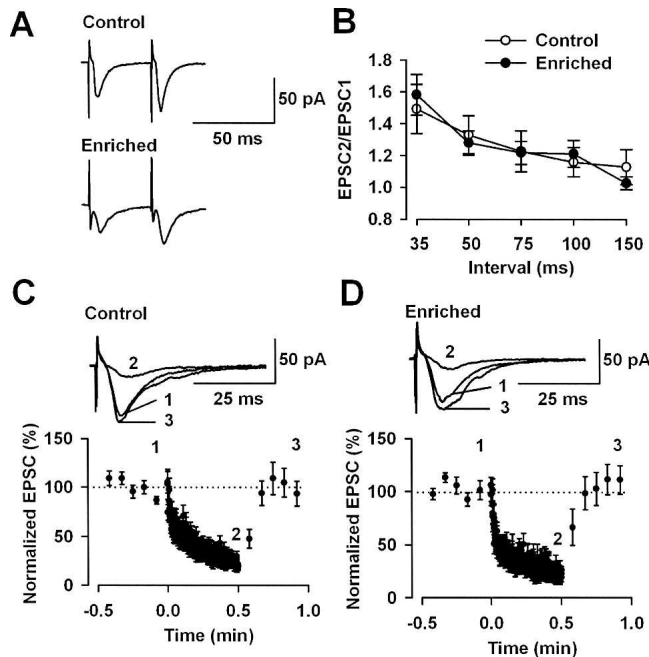 A
Control
50 pA
50 ms
Enriched
B
Control
Enriched
EPSC2/EPSC1
1.8
1.6
1.4
1.2
1.0
0.8
35 50 75 100 150
Interval (ms)
C
Control
2
50 pA
1
25 ms
3
Normalized EPSC (%)
150
100
50
0
1
3
2
-0.5 0.0 0.5 1.0
Time (min)
D
Enriched
2
50 pA
1
25 ms
3
Normalized EPSC (%)
150
100
50
0
1
3
2
-0.5 0.0 0.5 1.0
Time (min)